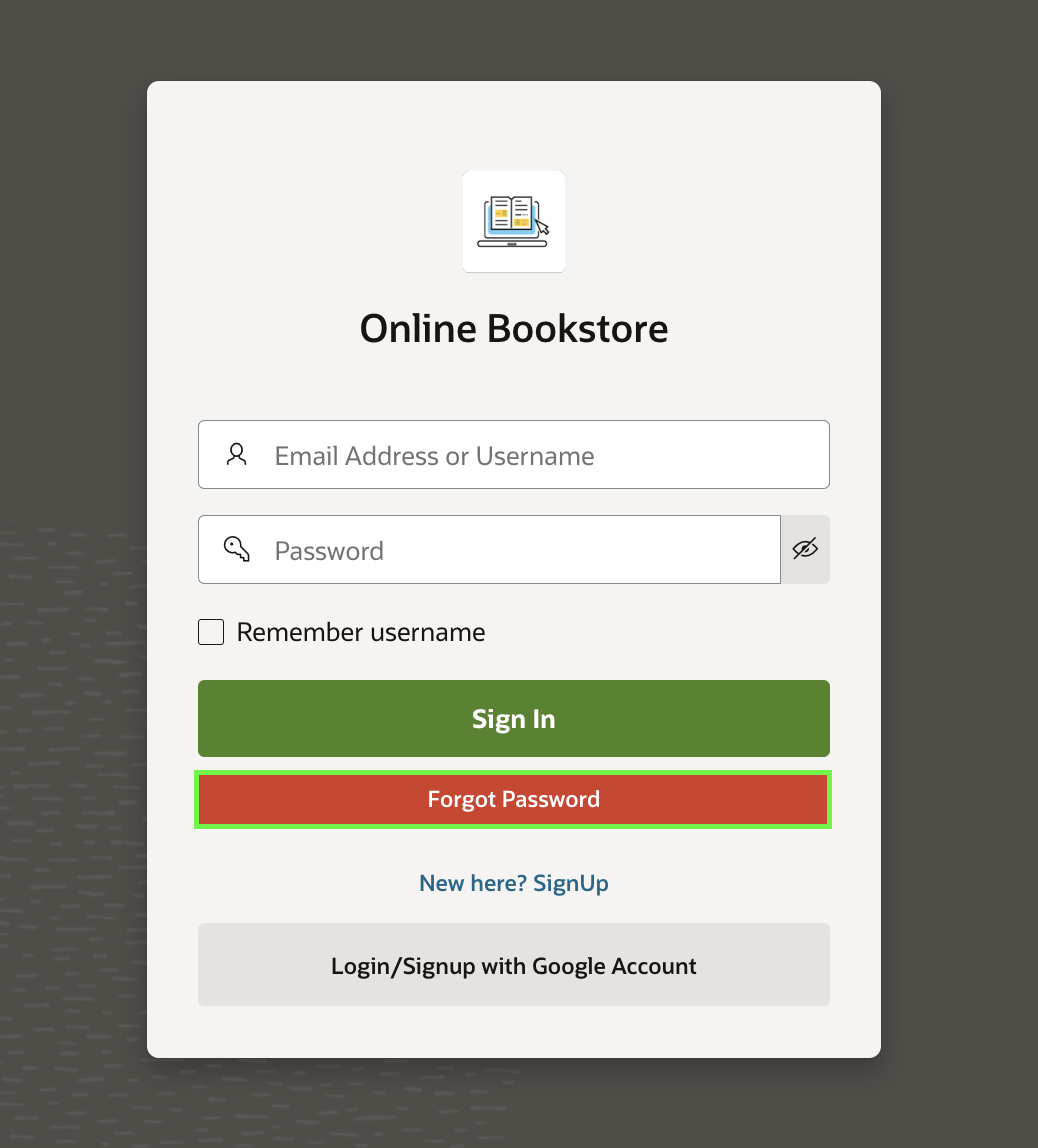 Online Bookstore
Email Address or Username
Password
Remember username
Sign In
Forgot Password
New here? SignUp
Login/Signup with Google Account